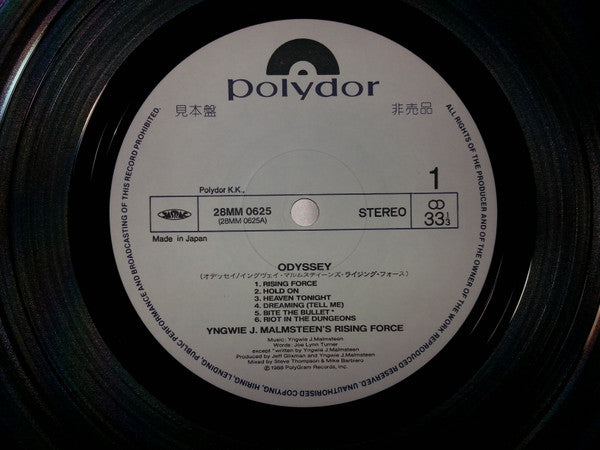 polydor
見本盤
非売品
Polydor K.K.,
1
JASRAC
28MM 0625
(28MM 0625A)
STEREO
33 1/3
Made in Japan
ODYSSEY
(オデッセイ/イングヴェイ・マルムスティーンズ・ライジング・フォース)
1. RISING FORCE
2. HOLD ON
3. HEAVEN TONIGHT
4. DREAMING (TELL ME)
5. BITE THE BULLET*
6. RIOT IN THE DUNGEONS
YNGWIE J. MALMSTEEN'S RISING FORCE
Music: Yngwie J.Malmsteen
Words: Joe Lynn Turner
except *written by Yngwie J.Malmsteen
Produced by Jeff Glixman and Yngwie J.Malmsteen
Mixed by Steve Thompson & Mike Barbiero
Ⓟ1988 PolyGram Records, Inc.
ALL RIGHTS OF THE PRODUCER AND OF THE OWNER OF THE WORK REPRODUCED RESERVED. UNAUTHORISED COPYING, HIRING, LENDING, PUBLIC PERFORMANCE AND BROADCASTING OF THIS RECORD PROHIBITED.